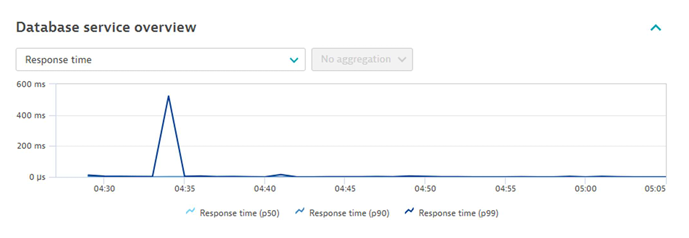 Database service overview
Response time No aggregation
600 ms
400 ms
200 ms
0 µs
04:30 04:35 04:40 04:45 04:50 04:55 05:00 05:05
Response time (p50) Response time (p90) Response time (p99)